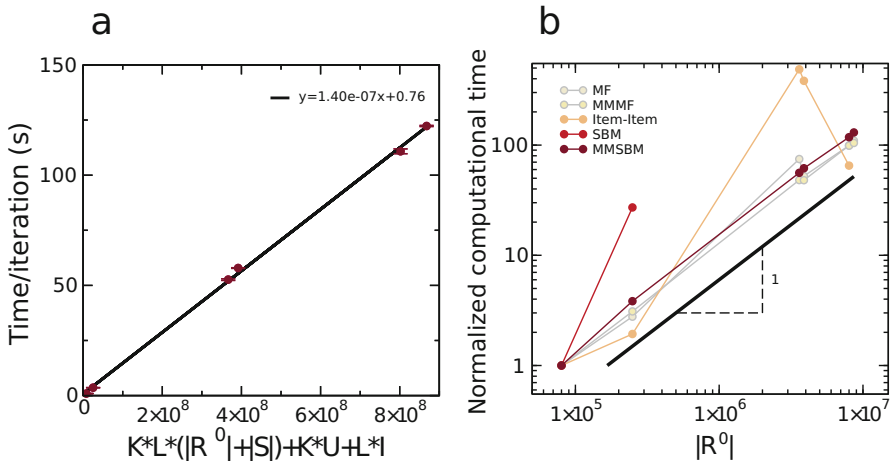 a
Time/iteration (s)
150
100
50
0
y=1.40e-07x+0.76
2×10⁸ 4×10⁸ 6×10⁸ 8×10⁸
K*L*(|R⁰|+|S|)+K*U+L*I
b
Normalized computational time
100
10
1
MF
MMMF
Item-Item
SBM
MMSBM
1
1×10⁵ 1×10⁶ 1×10⁷
|R⁰|